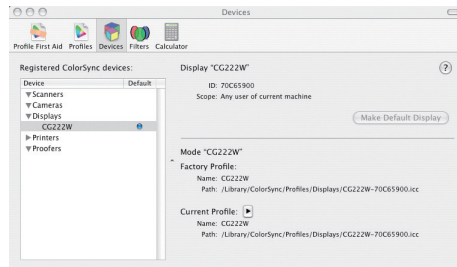 Devices
Profile First Aid Profiles Devices Filters Calculator
Registered ColorSync devices:
Device Default
Scanners
Cameras
Displays
CG222W
Printers
Proofers
Display "CG222W"
?
ID: 70C65900
Scope: Any user of current machine
Make Default Display
Mode "CG222W"
Factory Profile:
Name: CG222W
Path: /Library/ColorSync/Profiles/Displays/CG222W-70C65900.icc
Current Profile:
Name: CG222W
Path: /Library/ColorSync/Profiles/Displays/CG222W-70C65900.icc